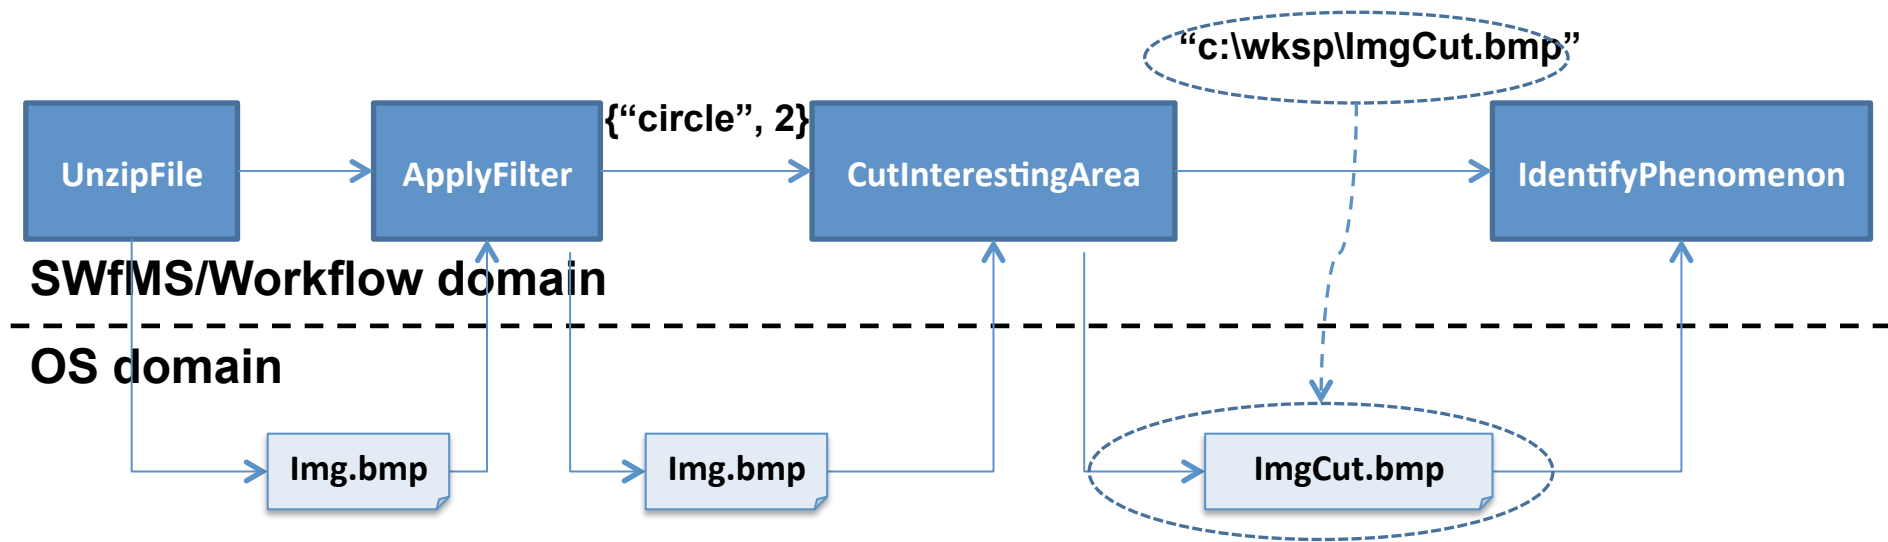 “c:\wksp\ImgCut.bmp”
{“circle”, 2}
UnzipFile
ApplyFilter
CutInterestingArea
IdentifyPhenomenon
SWfMS/Workflow domain
OS domain
Img.bmp
Img.bmp
ImgCut.bmp